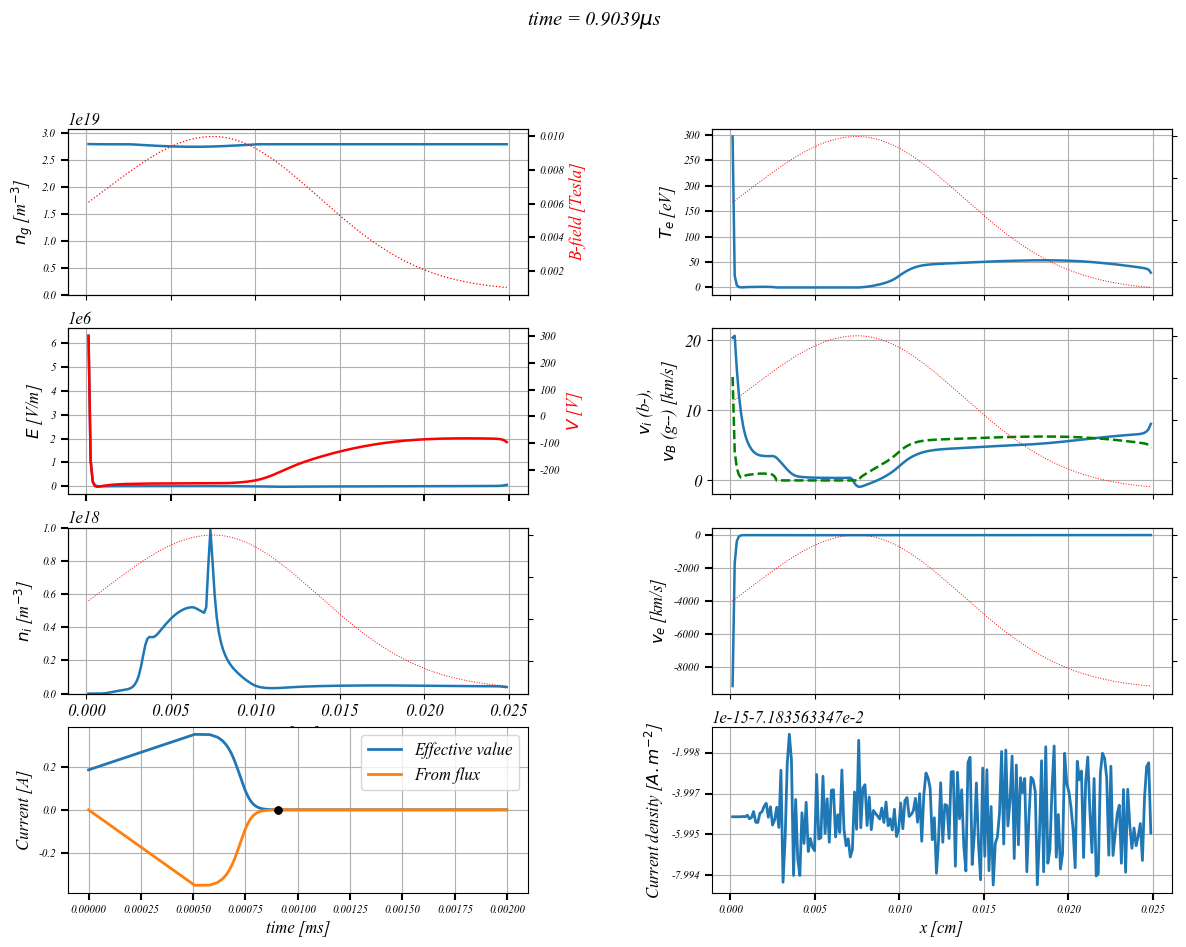 time = 0.9039μs
1e19
3.0
2.5
2.0
1.5
1.0
0.5
0.0
n_g [m^{-3}]
0.010
0.008
0.006
0.004
0.002
B-field [Tesla]
300
250
200
150
100
50
0
T_e [eV]
1e6
6
5
4
3
2
1
0
E [V/m]
300
200
100
0
-100
-200
V [V]
20
10
0
v_i (b-),
v_B (g--) [km/s]
1e18
1.0
0.8
0.6
0.4
0.2
0.0
n_i [m^{-3}]
0.000 0.005 0.010 0.015 0.020 0.025
0
-2000
-4000
-6000
-8000
v_e [km/s]
0.2
0.0
-0.2
Current [A]
Effective value
From flux
0.00000 0.00025 0.00050 0.00075 0.00100 0.00125 0.00150 0.00175 0.00200
time [ms]
1e-15-7.183563347e-2
-1.998
-3.997
-5.995
-7.994
Current density [A.m^{-2}]
0.000 0.005 0.010 0.015 0.020 0.025
x [cm]